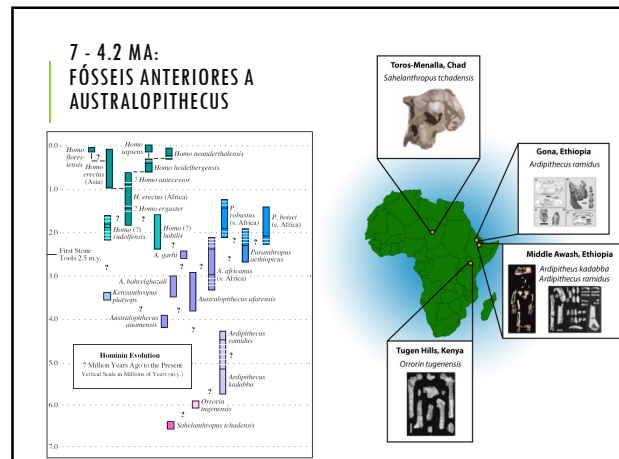 7 - 4.2 MA:
FÓSSEIS ANTERIORES A
AUSTRALOPITHECUS
0.0
1.0
First Stone
Tools 2.5 m.y.
3.0
4.0
5.0
6.0
7.0
Homo
flores-
iensis
?
Homo
erectus
(Asia)
Homo
sapiens
?
Homo neanderthalensis
Homo heidelbergensis
? Homo antecessor
H. erectus (Africa)
? Homo ergaster
Homo (?)
rudolfensis
?
Homo (?)
habilis
?
P.
robustus
(s. Africa)
P. boisei
(e. Africa)
?
?
A. garhi
?
Paranthropus
aethiopicus
A. africanus
(s. Africa)
A. bahrelghazali
Kenyanthropus
platyops
?
Australopithecus afarensis
Australopithecus
anamensis
?
Ardipithecus
ramidus
?
Ardipithecus
kadabba
Hominin Evolution
7 Million Years Ago to the Present
Vertical Scale in Millions of Years (m.y.)
?
Orrorin
tugenensis
?
Sahelanthropus tchadensis
Toros-Menalla, Chad
Sahelanthropus tchadensis
Gona, Ethiopia
Ardipithecus ramidus
Middle Awash, Ethiopia
Ardipitheus kadabba
Ardipithecus ramidus
Tugen Hills, Kenya
Orrorin tugenensis